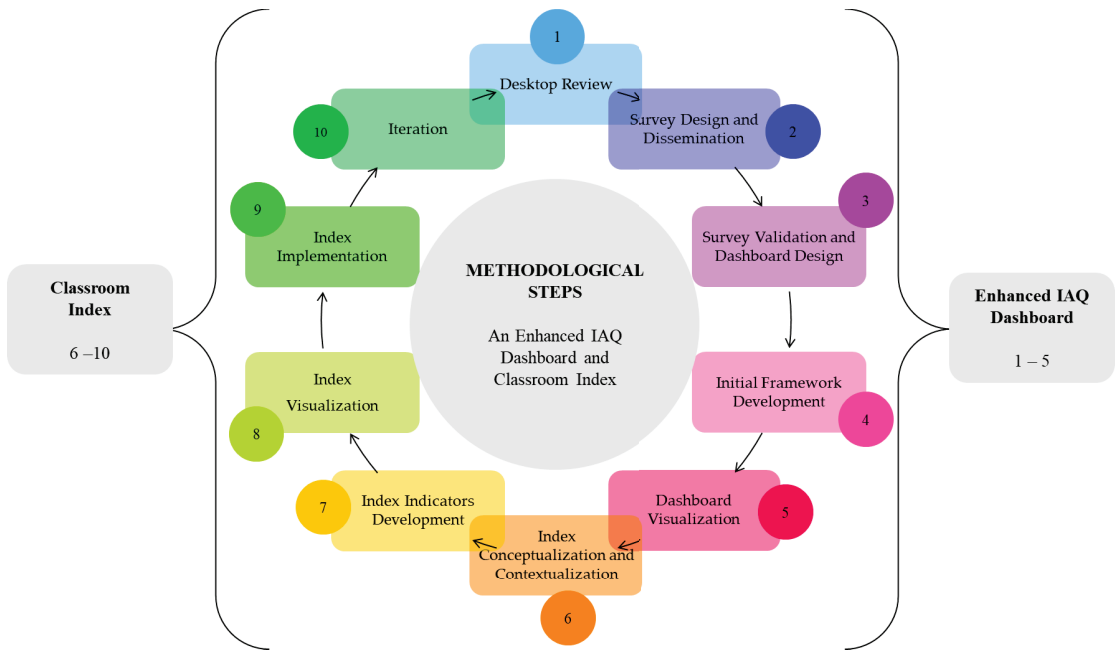 1
Desktop Review
2
Survey Design and
Dissemination
3
Survey Validation and
Dashboard Design
4
Initial Framework
Development
5
Dashboard
Visualization
6
Index
Conceptualization and
Contextualization
7
Index Indicators
Development
8
Index
Visualization
9
Index
Implementation
10
Iteration
METHODOLOGICAL
STEPS
An Enhanced IAQ
Dashboard and
Classroom Index
Classroom
Index
6 –10
Enhanced IAQ
Dashboard
1 – 5